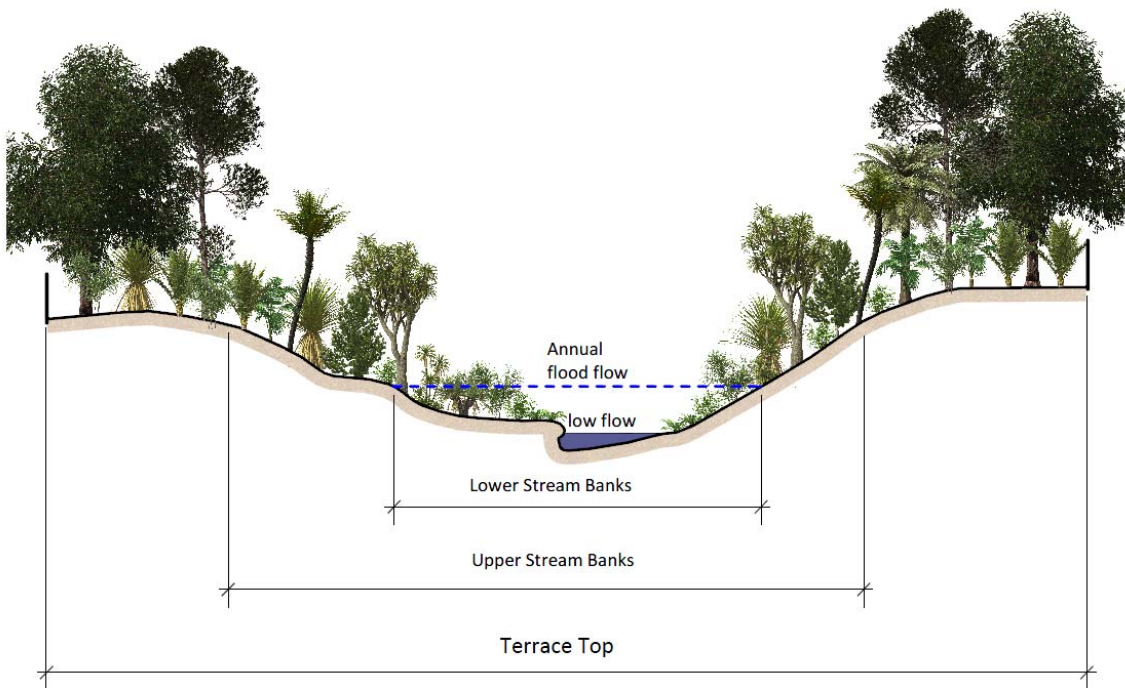 Annual
flood flow
low flow
Lower Stream Banks
Upper Stream Banks
Terrace Top